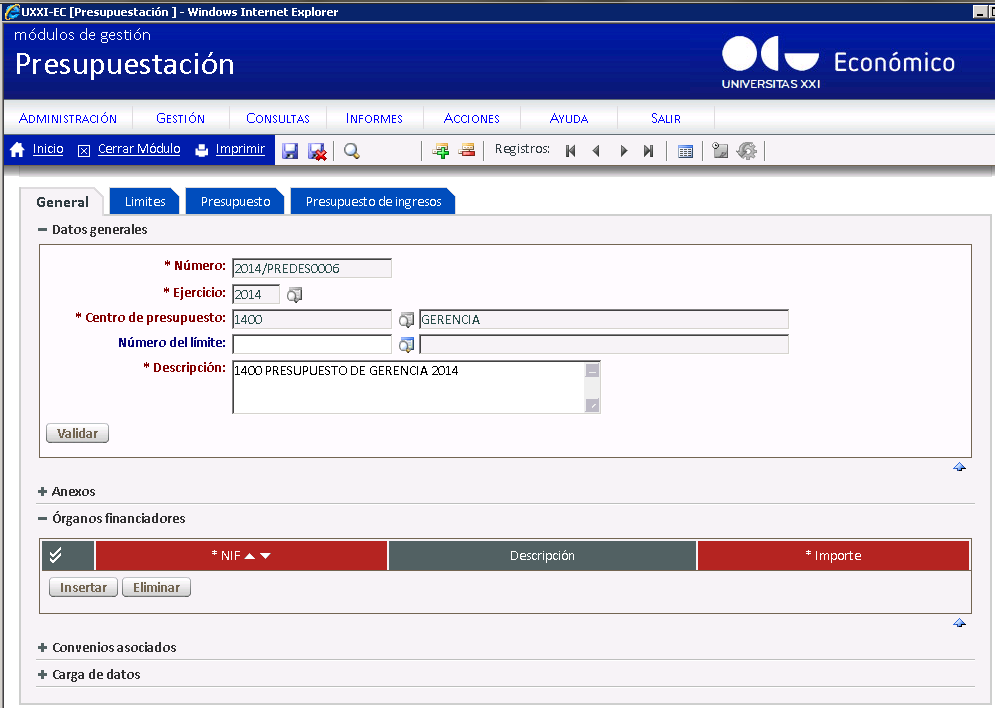 UXXI-EC [Presupuestación ] - Windows Internet Explorer
módulos de gestión
Presupuestación
UNIVERSITAS XXI
Económico
ADMINISTRACIÓN GESTIÓN CONSULTAS INFORMES ACCIONES AYUDA SALIR
Inicio Cerrar Módulo Imprimir Registros:
General Limites Presupuesto Presupuesto de ingresos
Datos generales
* Número: 2014/PREDES0006
* Ejercicio: 2014
* Centro de presupuesto: 1400 GERENCIA
Número del límite:
* Descripción: 1400 PRESUPUESTO DE GERENCIA 2014
Validar
Anexos
Órganos financiadores
* NIF Descripción * Importe
Insertar Eliminar
Convenios asociados
Carga de datos